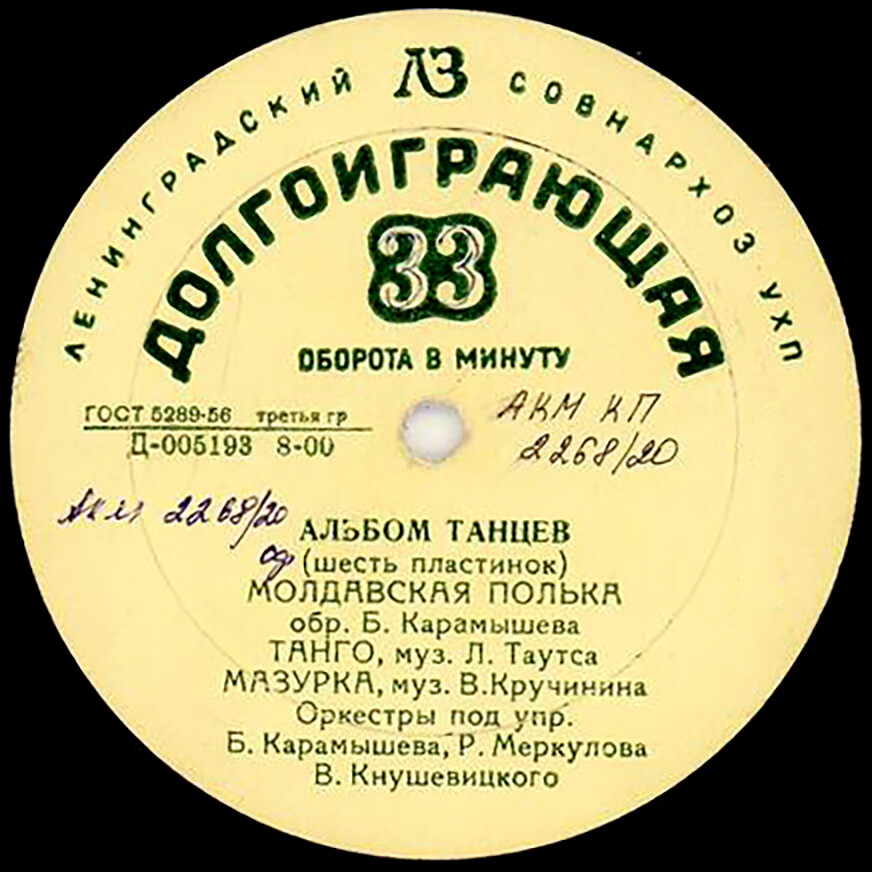 ЛЕНИНГРАДСКИЙ ЛЗ СОВНАРХОЗ УХП
ДОЛГОИГРАЮЩАЯ
33
ОБОРОТА В МИНУТУ
ГОСТ 5289-56 третья гр
Д-005193 8-00
АКМ КП
2268/20
АКМ 2268/20
АЛЬБОМ ТАНЦЕВ
(шесть пластинок)
МОЛДАВСКАЯ ПОЛЬКА
обр. Б. Карамышева
ТАНГО, муз. Л. Таутса
МАЗУРКА, муз. В.Кручинина
Оркестры под упр.
Б. Карамышева, Р. Меркулова
В. Кнушевицкого